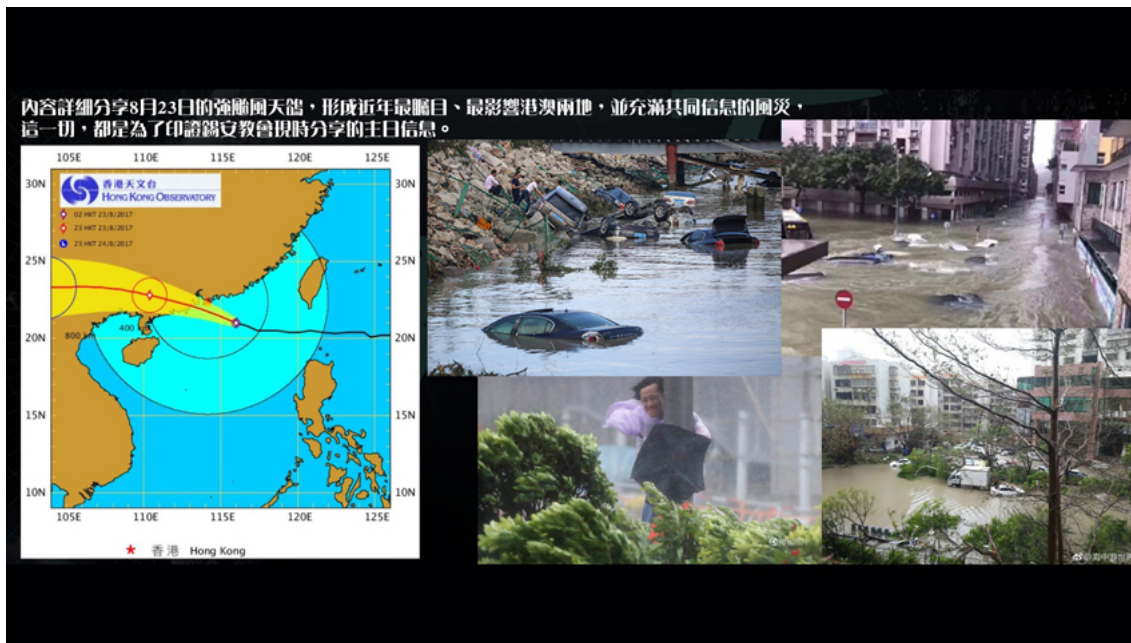 內容詳細分享8月23日的強颱風天鴿，形成近年最矚目、最影響港澳兩地，並充滿共同信息的風災，
這一切，都是為了印證錫安教會現時分享的主日信息。
105E 110E 115E 120E 125E
香港天文台
HONG KONG OBSERVATORY
02 HKT 23/8/2017
23 HKT 23/8/2017
23 HKT 24/8/2017
30N 30N
25N 25N
20N 20N
15N 15N
10N 10N
800
400
105E 110E 115E 120E 125E
香港 Hong Kong